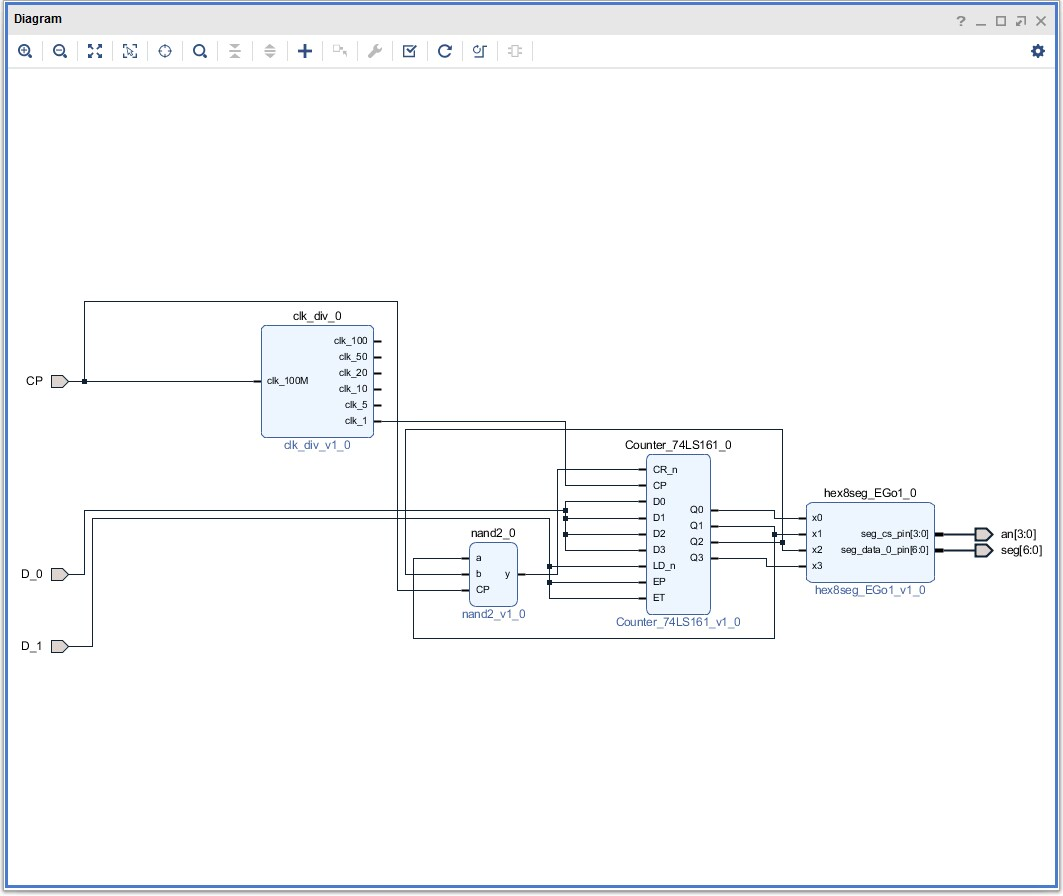 Diagram
?
clk_div_0
clk_100M
clk_100
clk_50
clk_20
clk_10
clk_5
clk_1
clk_div_v1_0
CP
D_0
D_1
nand2_0
a
b
CP
y
nand2_v1_0
Counter_74LS161_0
CR_n
CP
D0
D1
D2
D3
LD_n
EP
ET
Q0
Q1
Q2
Q3
Counter_74LS161_v1_0
hex8seg_EGo1_0
x0
x1
x2
x3
seg_cs_pin[3:0]
seg_data_0_pin[6:0]
hex8seg_EGo1_v1_0
an[3:0]
seg[6:0]